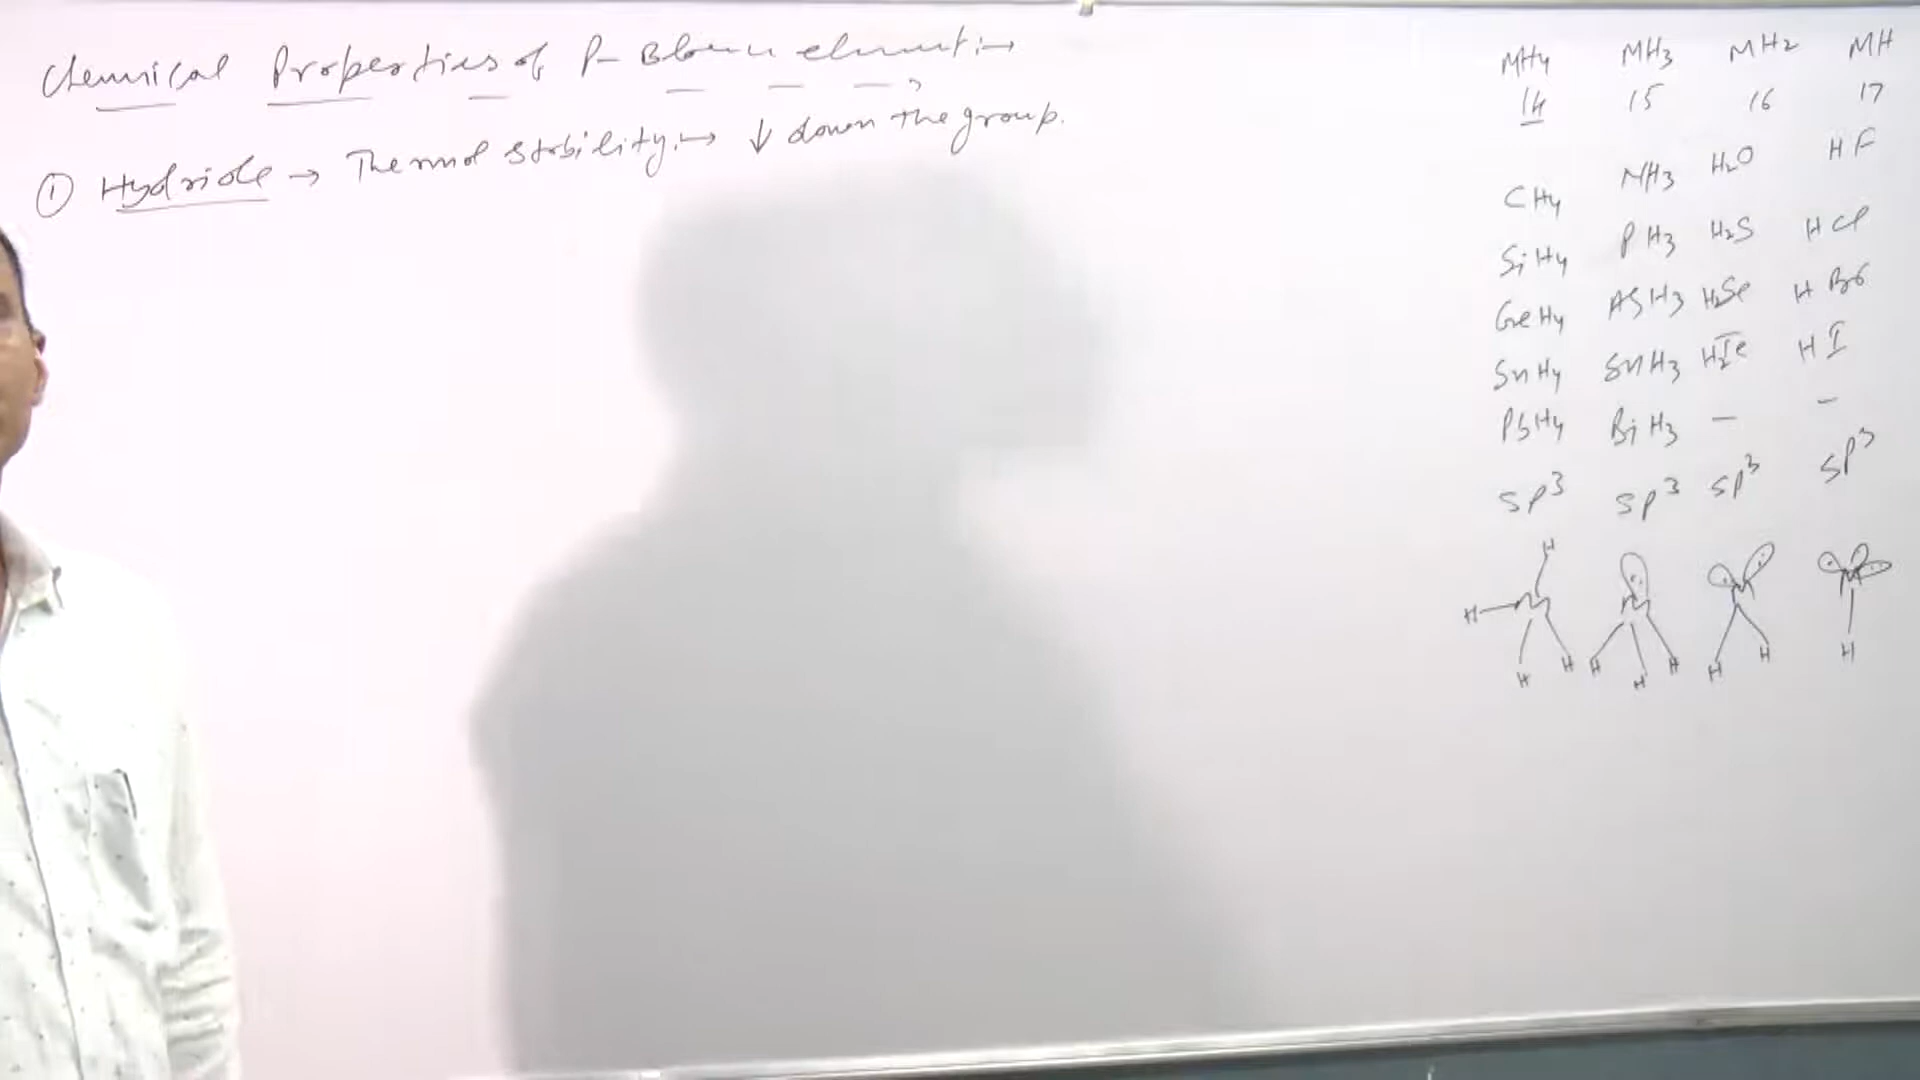 Chemical Properties of P-Block element :→
① Hydride → Thermal stability :→ ↓ down the group.
MH4 MH3 MH2 MH
14 15 16 17
CH4 NH3 H2O HF
SiH4 PH3 H2S HCl
GeH4 AsH3 H2Se HBr
SnH4 SnH3 H2Te HI
PbH4 BiH3 — —
sp3 sp3 sp3 sp3
H
H M M M M
H H H H H H H H